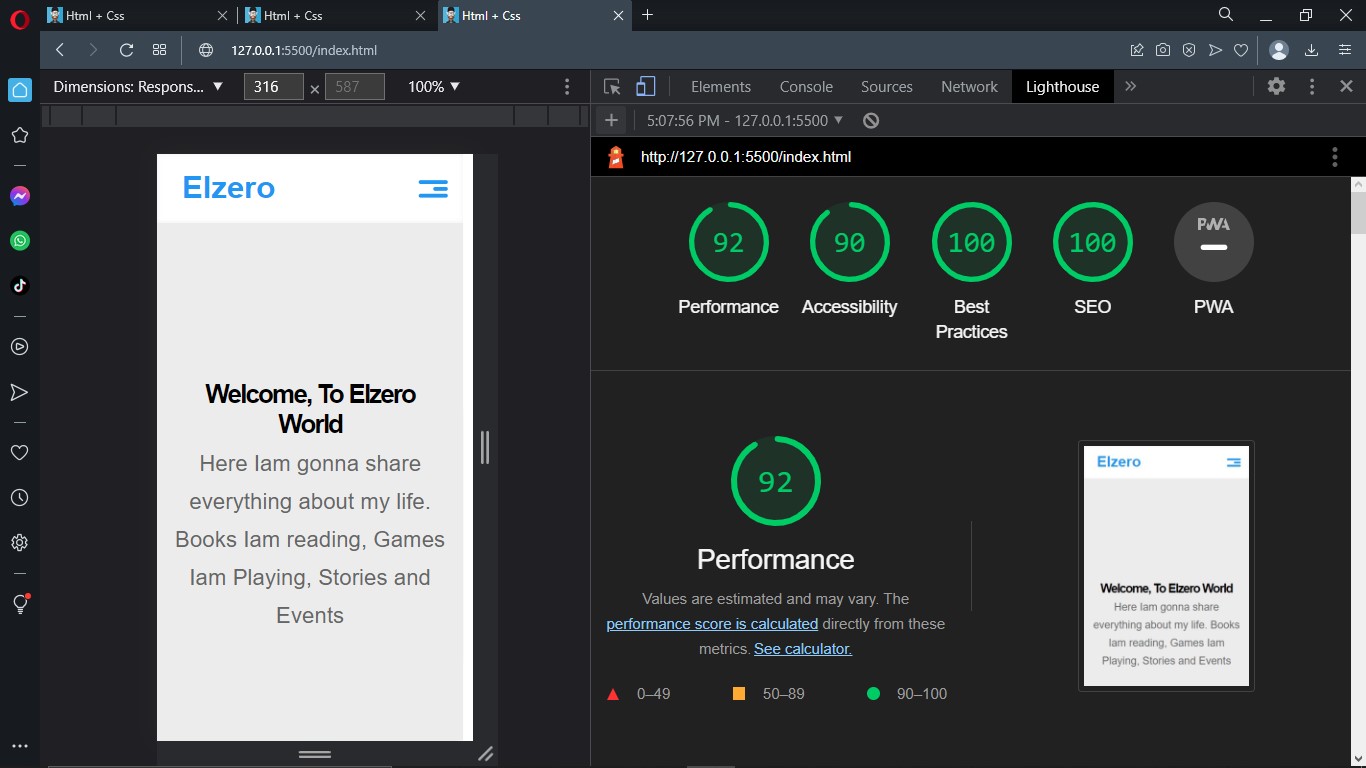 Html + Css
Html + Css
Html + Css
127.0.0.1:5500/index.html
Dimensions: Respons... ▼ 316 × 587 100% ▼
Elements Console Sources Network Lighthouse
5:07:56 PM - 127.0.0.1:5500 ▼
http://127.0.0.1:5500/index.html
Elzero
Welcome, To Elzero
World
Here Iam gonna share
everything about my life.
Books Iam reading, Games
Iam Playing, Stories and
Events
92 90 100 100 PWA
Performance Accessibility Best
Practices SEO PWA
92
Performance
Values are estimated and may vary. The
performance score is calculated directly from these
metrics. See calculator.
0–49 50–89 90–100
Elzero
Welcome, To Elzero World
Here Iam gonna share
everything about my life. Books
Iam reading, Games Iam
Playing, Stories and Events